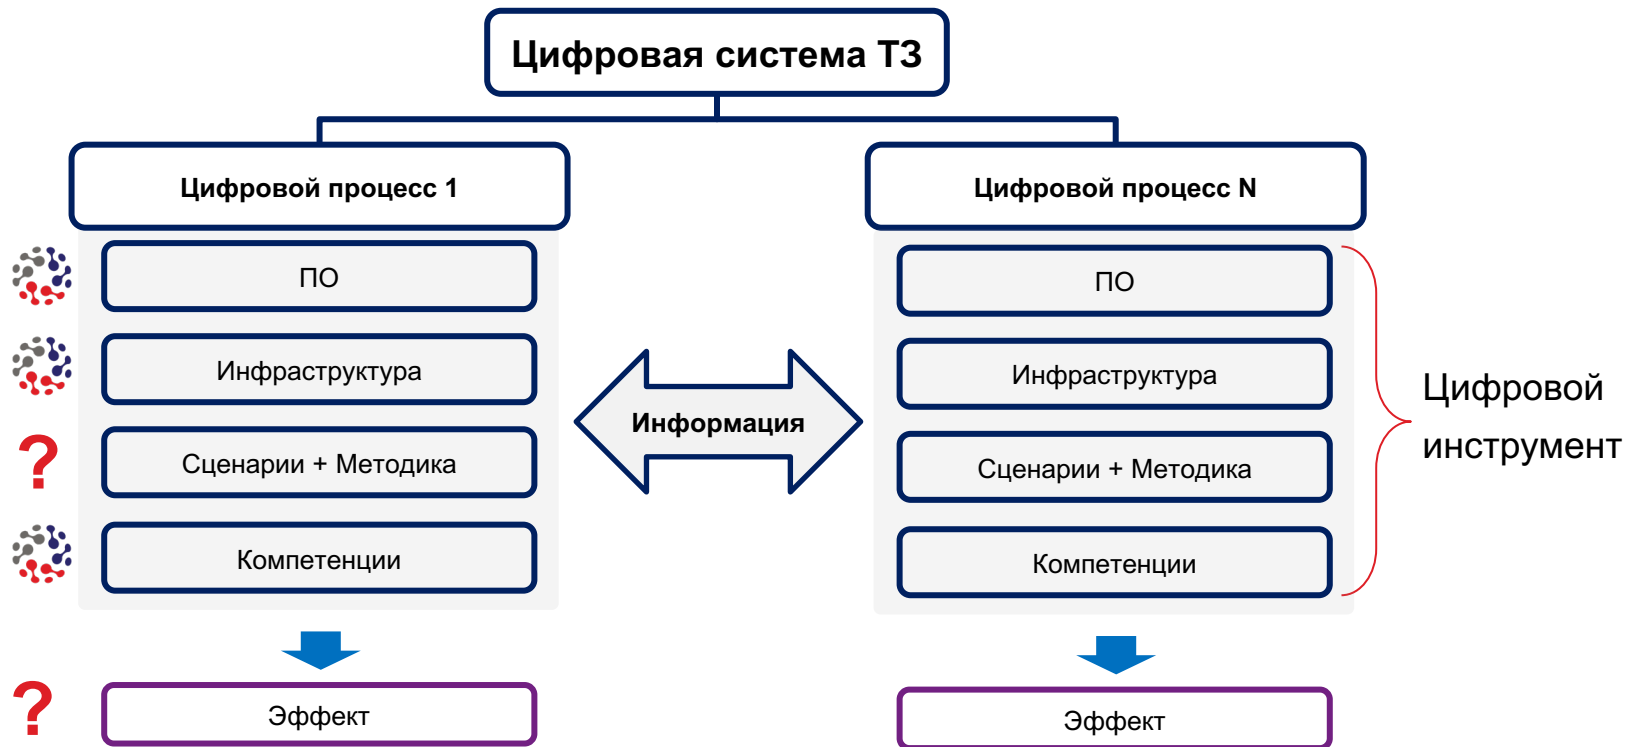 Цифровая система ТЗ
Цифровой процесс 1
ПО
Инфраструктура
?
Сценарии + Методика
Компетенции
?
Эффект
Информация
Цифровой процесс N
ПО
Инфраструктура
Сценарии + Методика
Компетенции
Эффект
Цифровой
инструмент